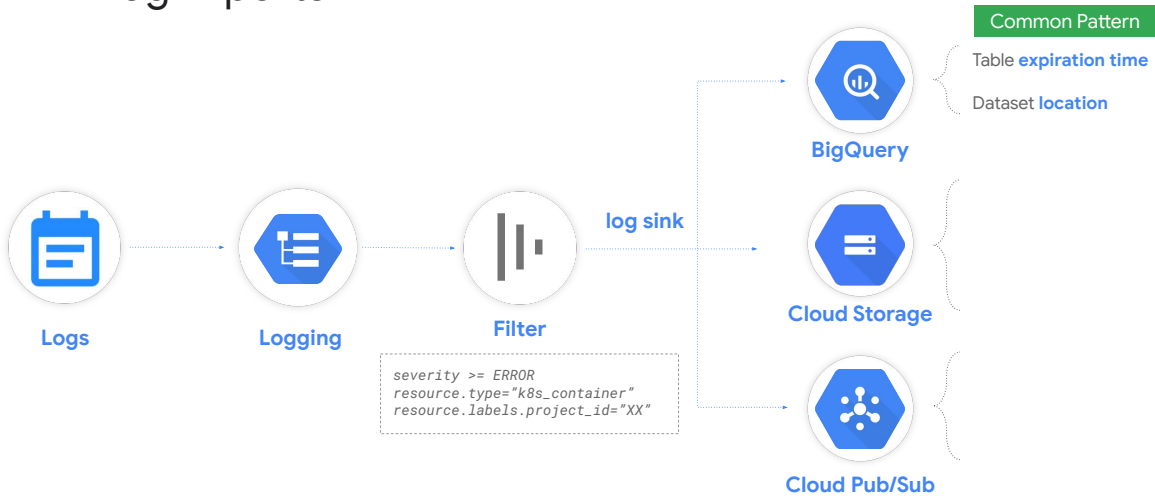 Common Pattern
Table expiration time
Dataset location
BigQuery
log sink
Logs
Logging
Filter
Cloud Storage
severity >= ERROR
resource.type="k8s_container"
resource.labels.project_id="XX"
Cloud Pub/Sub